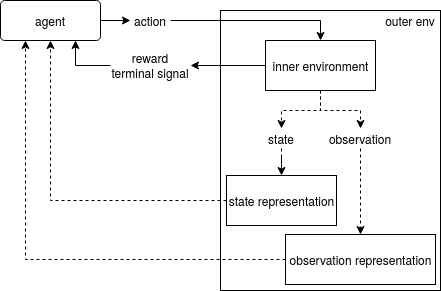 agent
action
outer env
inner environment
reward
terminal signal
state
observation
state representation
observation representation